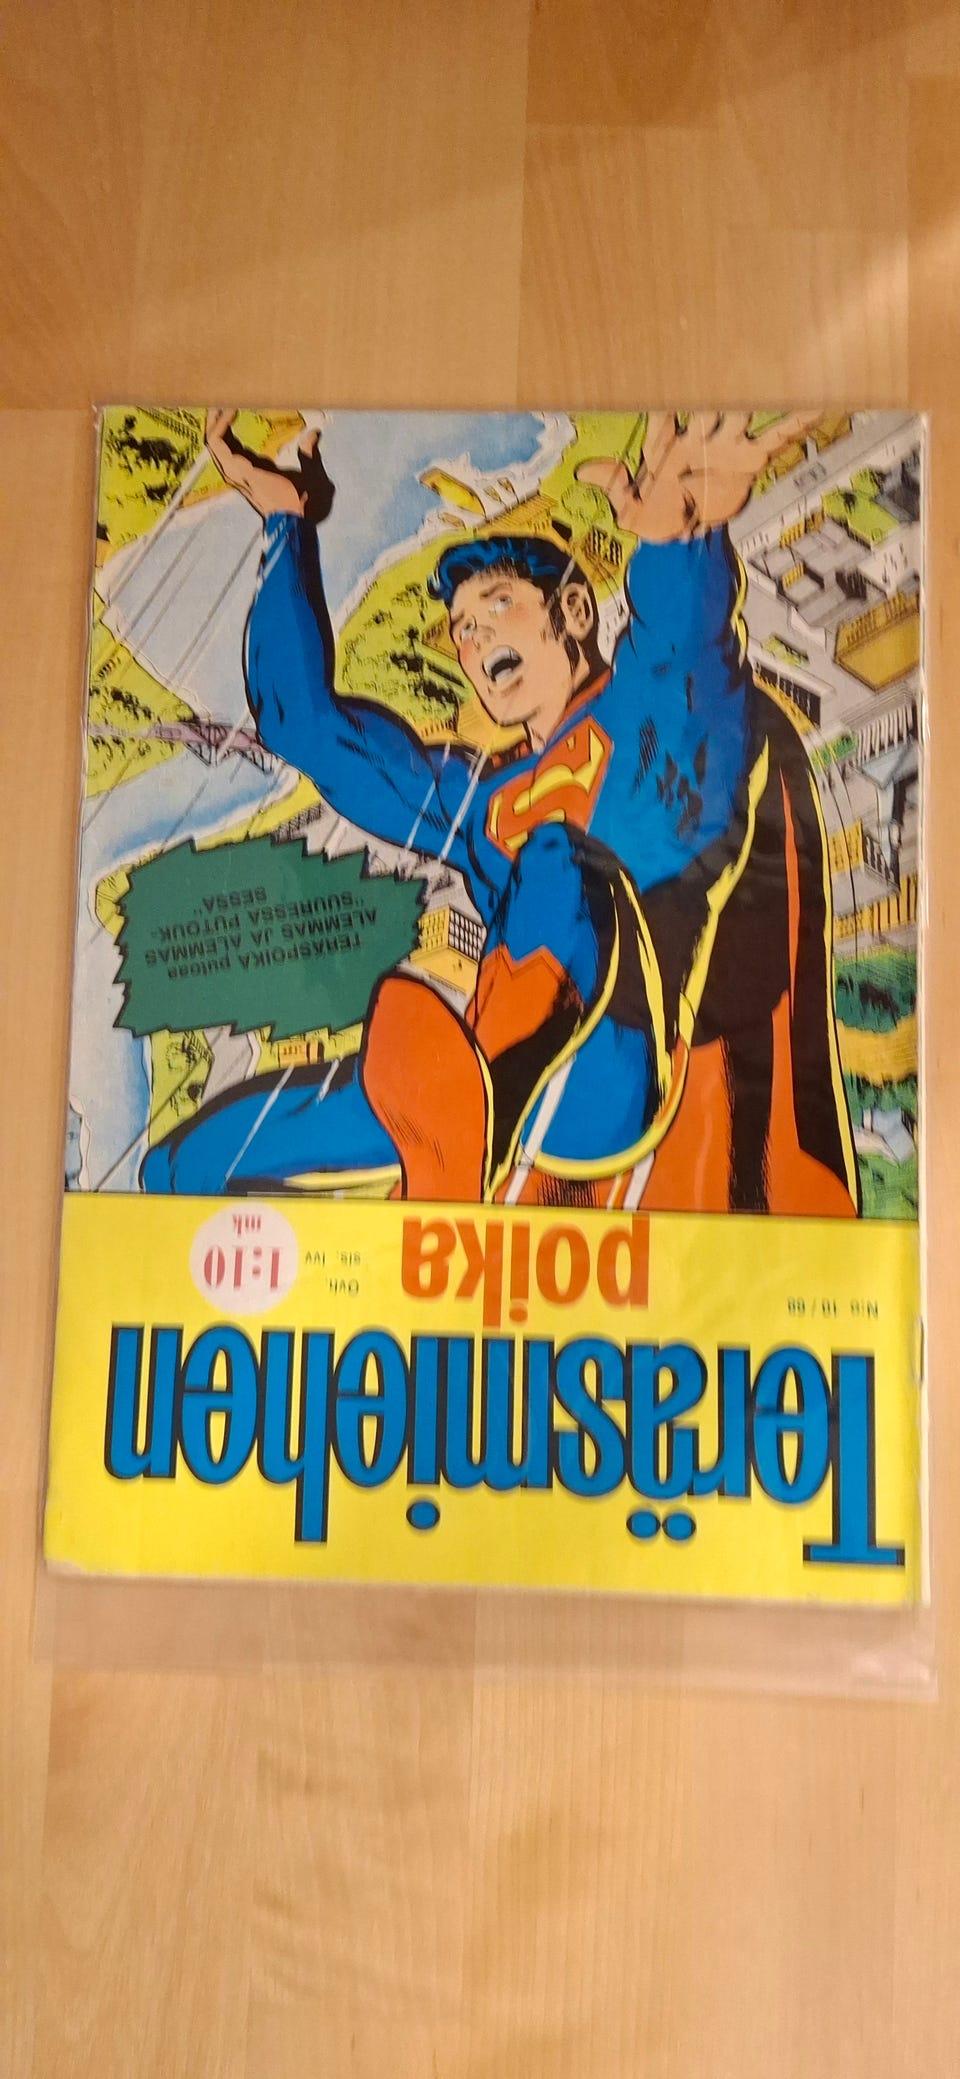 Teräsmiehen
poika
N:o 10/68
Ovh.
sis. lvv
1:10
mk
TERÄSPOIKA putoaa
ALEMMAS JA ALEMMAS
"SUURESSA PUTOUK-
SESSA"
S